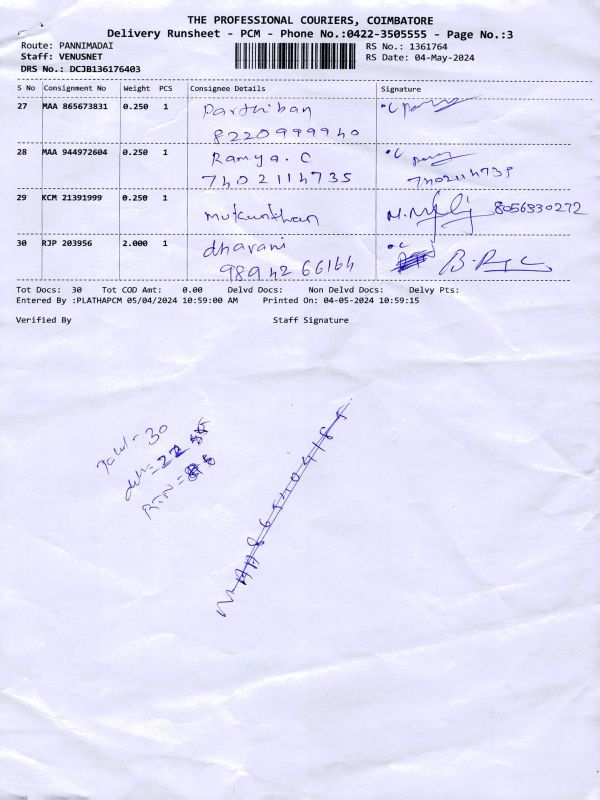 THE PROFESSIONAL COURIERS, COIMBATORE
Delivery Runsheet - PCM - Phone No.:0422-3505555 - Page No.:3
Route: PANNIMADAI RS No.: 1361764
Staff: VENUSNET RS Date: 04-May-2024
DRS No.: DCJB136176403
S No Consignment No Weight PCS Consignee Details Signature
27 MAA 865673831 0.250 1 Parthiban
8220999940
28 MAA 944972604 0.250 1 Ramya. C
7402114735 7402114735
29 KCM 21391999 0.250 1 Mukunthan 8056330272
30 RJP 203956 2.000 1 dharani
98942 66164
Tot Docs: 30 Tot COD Amt: 0.00 Delvd Docs: Non Delvd Docs: Delvy Pts:
Entered By :PLATHAPCM 05/04/2024 10:59:00 AM Printed On: 04-05-2024 10:59:15
Verified By Staff Signature
Total - 30